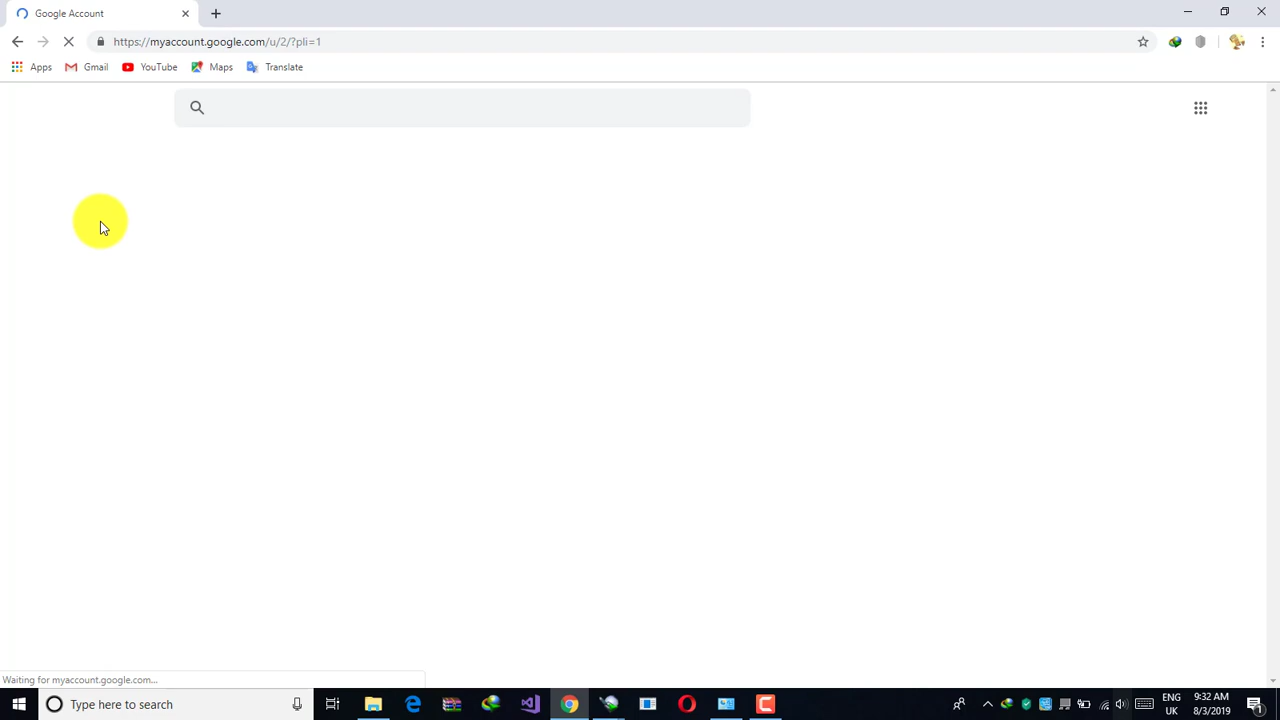 Google Account
https://myaccount.google.com/u/2/?pli=1
Apps Gmail YouTube Maps Translate
Waiting for myaccount.google.com...
Type here to search
ENG 9:32 AM
UK 8/3/2019